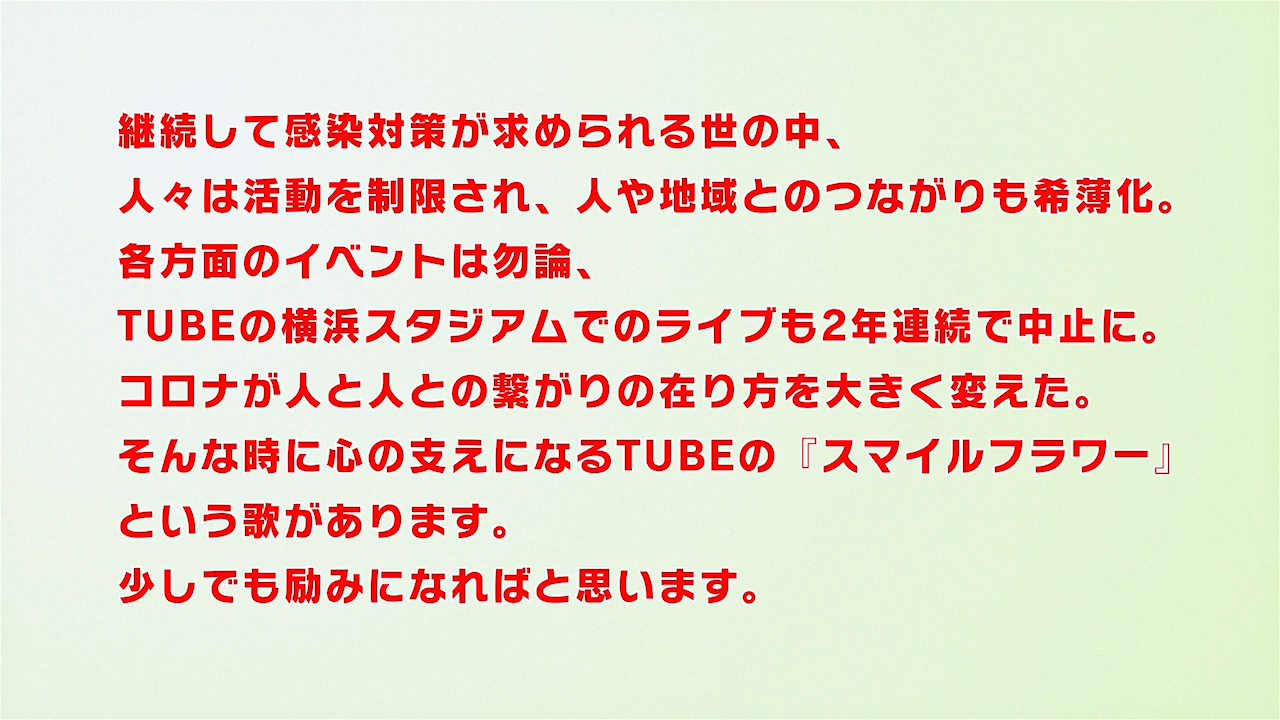 継続して感染対策が求められる世の中、
人々は活動を制限され、人や地域とのつながりも希薄化。
各方面のイベントは勿論、
TUBEの横浜スタジアムでのライブも2年連続で中止に。
コロナが人と人との繋がりの在り方を大きく変えた。
そんな時に心の支えになるTUBEの『スマイルフラワー』
という歌があります。
少しでも励みになればと思います。